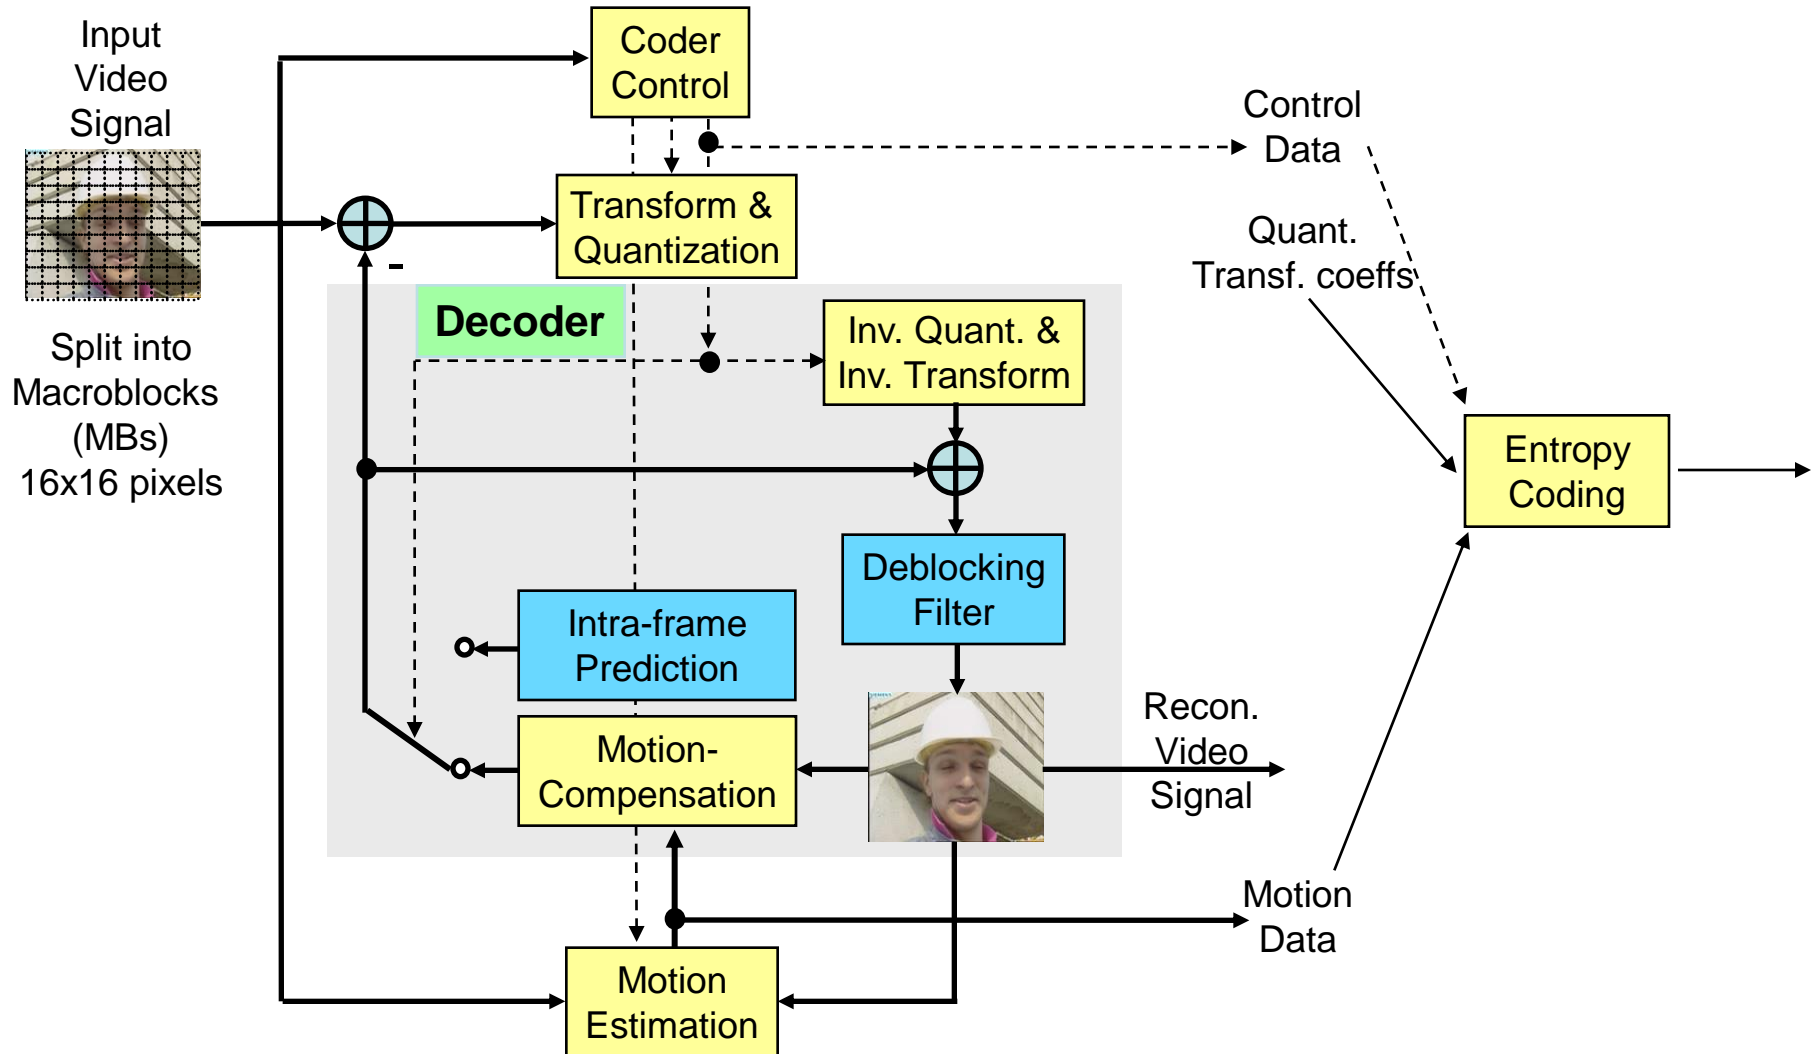 Input
Video
Signal
Coder
Control
Control
Data
Transform &
Quantization
Quant.
Transf. coeffs
-
Decoder
Inv. Quant. &
Inv. Transform
Split into
Macroblocks
(MBs)
16x16 pixels
Entropy
Coding
Deblocking
Filter
Intra-frame
Prediction
Motion-
Compensation
Recon.
Video
Signal
Motion
Data
Motion
Estimation